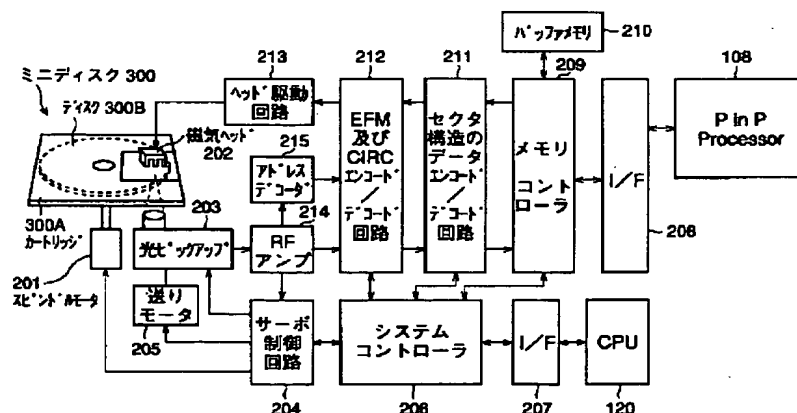 バッファメモリ
210
213
212
211
209
108
ミニディスク 300
ディスク 300B
磁気ヘッド
202
ヘッド駆動
回路
EFM
及び
CIRC
エンコード
/
デコード
回路
セクタ
構造の
データ
エンコード
/
デコード
回路
メモリ
コントローラ
I/F
P in P
Processor
215
アドレス
デコーダ
214
RF
アンプ
203
光ピックアップ
300A
カートリッジ
201
スピンドルモータ
送り
モータ
205
サーボ
制御
回路
204
システム
コントローラ
206
I/F
207
CPU
120
208